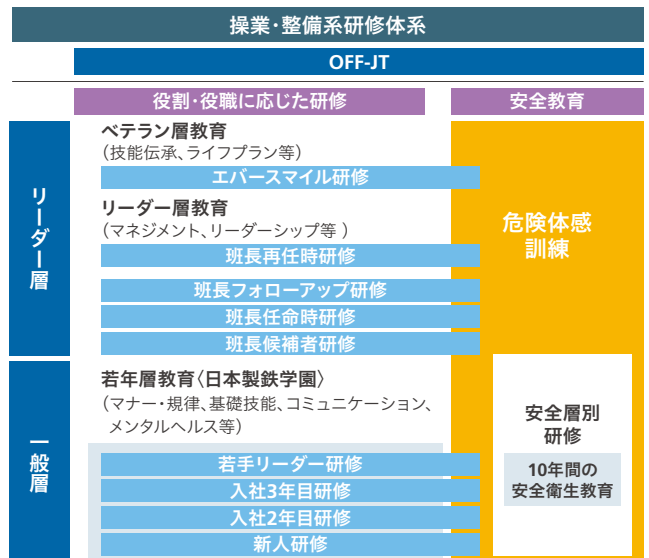 操業・整備系研修体系
OFF-JT
役割・役職に応じた研修
安全教育
リーダー層
ベテラン層教育
（技能伝承、ライフプラン等）
エバースマイル研修
リーダー層教育
（マネジメント、リーダーシップ等 ）
班長再任時研修
班長フォローアップ研修
班長任命時研修
班長候補者研修
危険体感
訓練
一般層
若年層教育〈日本製鉄学園〉
（マナー・規律、基礎技能、コミュニケーション、
メンタルヘルス等）
若手リーダー研修
入社3年目研修
入社2年目研修
新人研修
安全層別
研修
10年間の
安全衛生教育